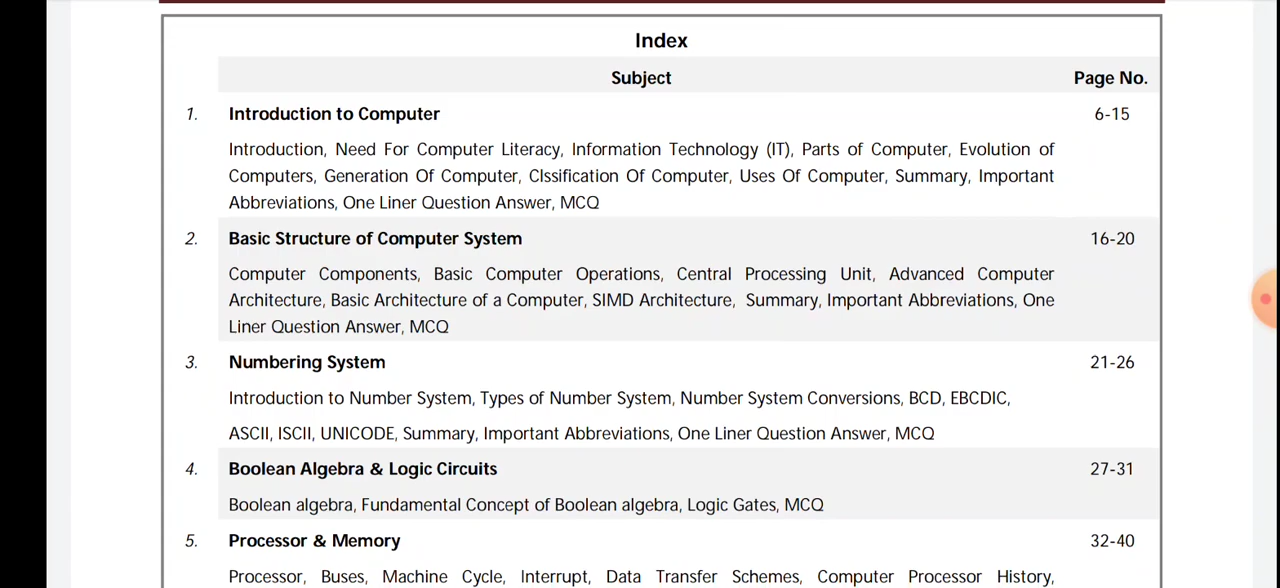 Index
Subject Page No.
1. Introduction to Computer 6-15
Introduction, Need For Computer Literacy, Information Technology (IT), Parts of Computer, Evolution of
Computers, Generation Of Computer, Clssification Of Computer, Uses Of Computer, Summary, Important
Abbreviations, One Liner Question Answer, MCQ
2. Basic Structure of Computer System 16-20
Computer Components, Basic Computer Operations, Central Processing Unit, Advanced Computer
Architecture, Basic Architecture of a Computer, SIMD Architecture, Summary, Important Abbreviations, One
Liner Question Answer, MCQ
3. Numbering System 21-26
Introduction to Number System, Types of Number System, Number System Conversions, BCD, EBCDIC,
ASCII, ISCII, UNICODE, Summary, Important Abbreviations, One Liner Question Answer, MCQ
4. Boolean Algebra & Logic Circuits 27-31
Boolean algebra, Fundamental Concept of Boolean algebra, Logic Gates, MCQ
5. Processor & Memory 32-40
Processor, Buses, Machine Cycle, Interrupt, Data Transfer Schemes, Computer Processor History,